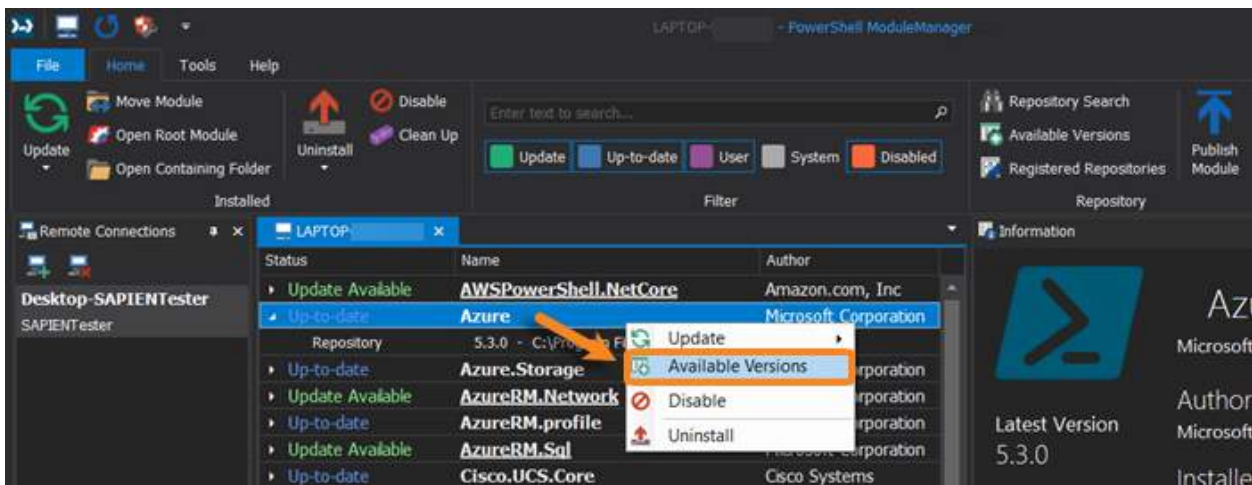 LAPTOP- - PowerShell ModuleManager
File Home Tools Help
Update
Move Module
Open Root Module
Open Containing Folder
Uninstall
Disable
Clean Up
Installed
Enter text to search...
Update Up-to-date User System Disabled
Filter
Repository Search
Available Versions
Registered Repositories
Publish
Module
Repository
Remote Connections
Desktop-SAPIENTester
SAPIENTester
LAPTOP-
Status Name Author
Update Available AWSPowerShell.NetCore Amazon.com, Inc
Up-to-date Azure Microsoft Corporation
Repository 5.3.0 - C:\Pro
Up-to-date Azure.Storage rporation
Update Available AzureRM.Network rporation
Up-to-date AzureRM.profile rporation
Update Available AzureRM.Sql Corporation
Up-to-date Cisco.UCS.Core Cisco Systems
Update
Available Versions
Disable
Uninstall
Information
Az
Microsoft
Author
Microsoft
Latest Version
5.3.0
Installe